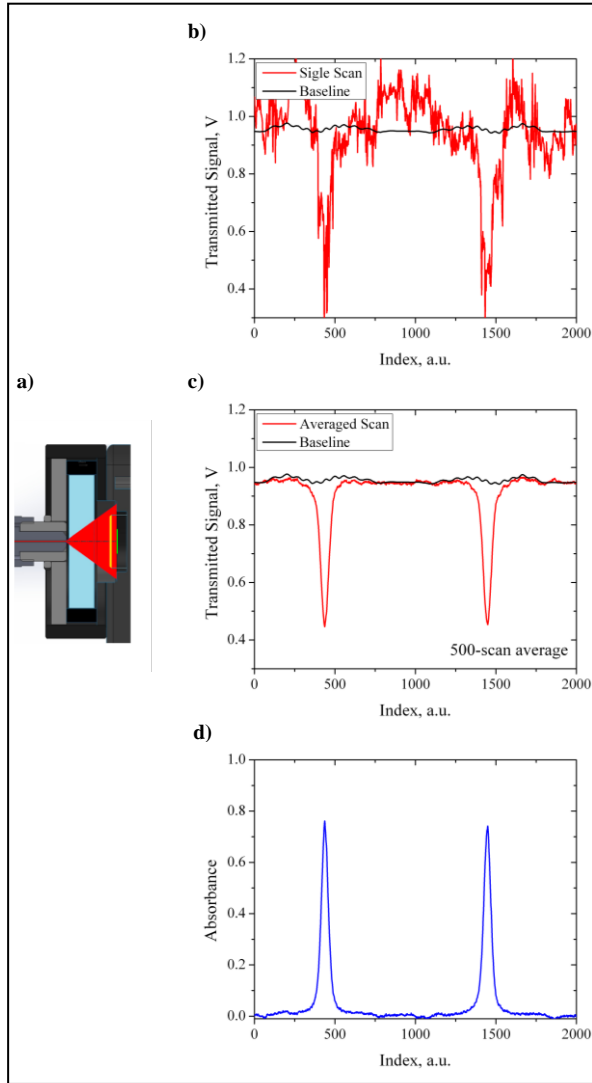 b)
1.2
1.0
0.8
0.6
0.4
Transmitted Signal, V
Sigle Scan
Baseline
0 500 1000 1500 2000
Index, a.u.
a)
c)
1.2
1.0
0.8
0.6
0.4
Transmitted Signal, V
Averaged Scan
Baseline
500-scan average
0 500 1000 1500 2000
Index, a.u.
d)
1.0
0.8
0.6
0.4
0.2
0.0
Absorbance
0 500 1000 1500 2000
Index, a.u.